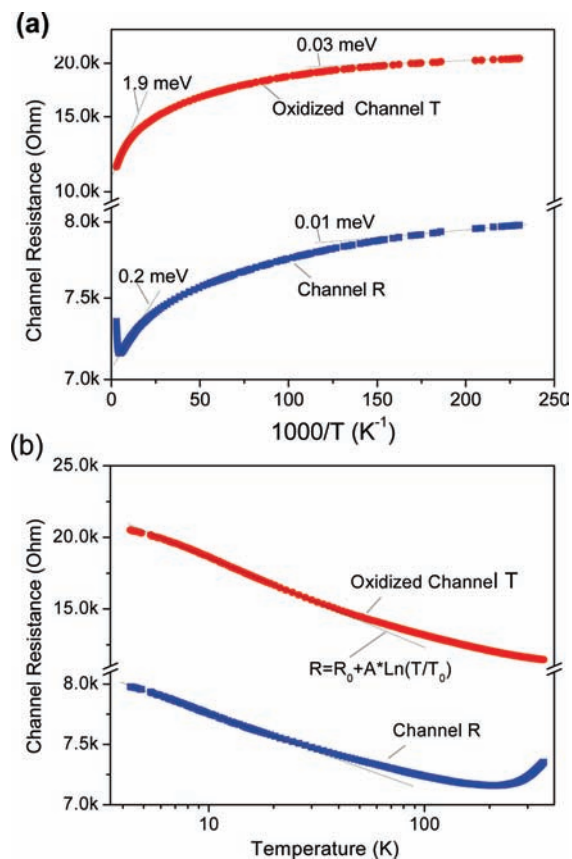 (a)
20.0k
15.0k
10.0k
8.0k
7.5k
7.0k
Channel Resistance (Ohm)
0.03 meV
1.9 meV
Oxidized Channel T
0.01 meV
0.2 meV
Channel R
0 50 100 150 200 250
1000/T (K⁻¹)
(b)
25.0k
20.0k
15.0k
8.0k
7.5k
7.0k
Channel Resistance (Ohm)
Oxidized Channel T
R=R₀+A*Ln(T/T₀)
Channel R
10 100
Temperature (K)